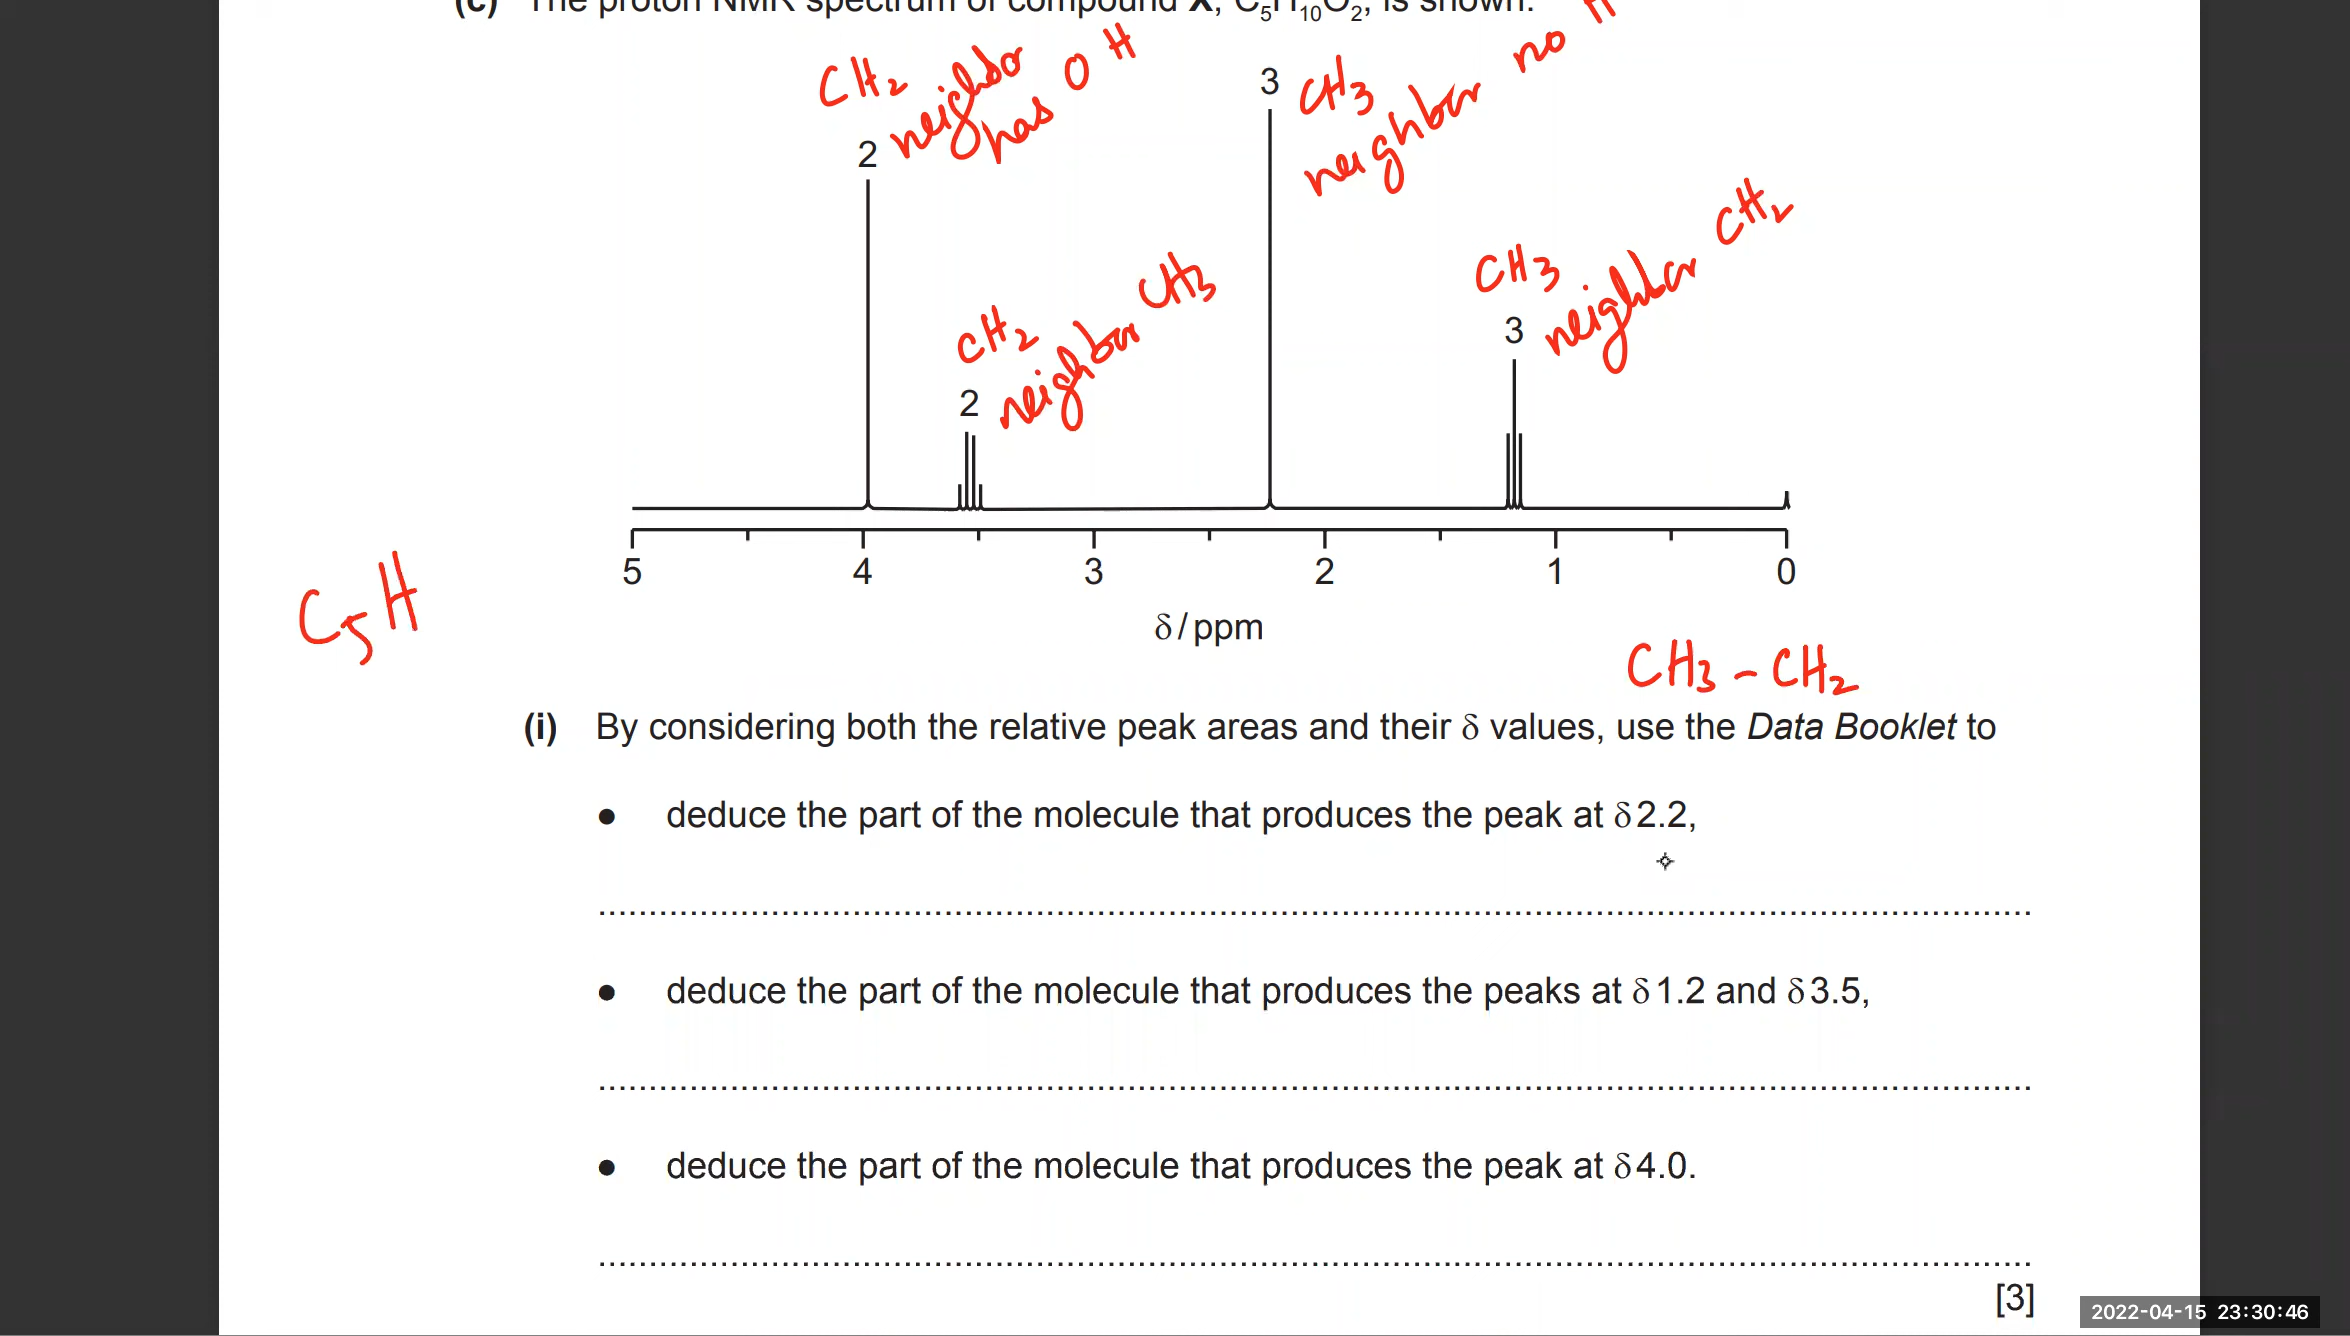 (c) The proton NMR spectrum of compound X, C₅H₁₀O₂, is shown.
CH₂
neighbor
has 0 H
2
3
CH3
neighbor no H
CH₂
neighbor CH3
2
CH3
neighbor CH₂
3
5 4 3 2 1 0
δ/ppm
C5H
CH3 - CH₂
(i) By considering both the relative peak areas and their δ values, use the Data Booklet to
● deduce the part of the molecule that produces the peak at δ2.2,
● deduce the part of the molecule that produces the peaks at δ1.2 and δ3.5,
● deduce the part of the molecule that produces the peak at δ4.0.
[3]
2022-04-15 23:30:46